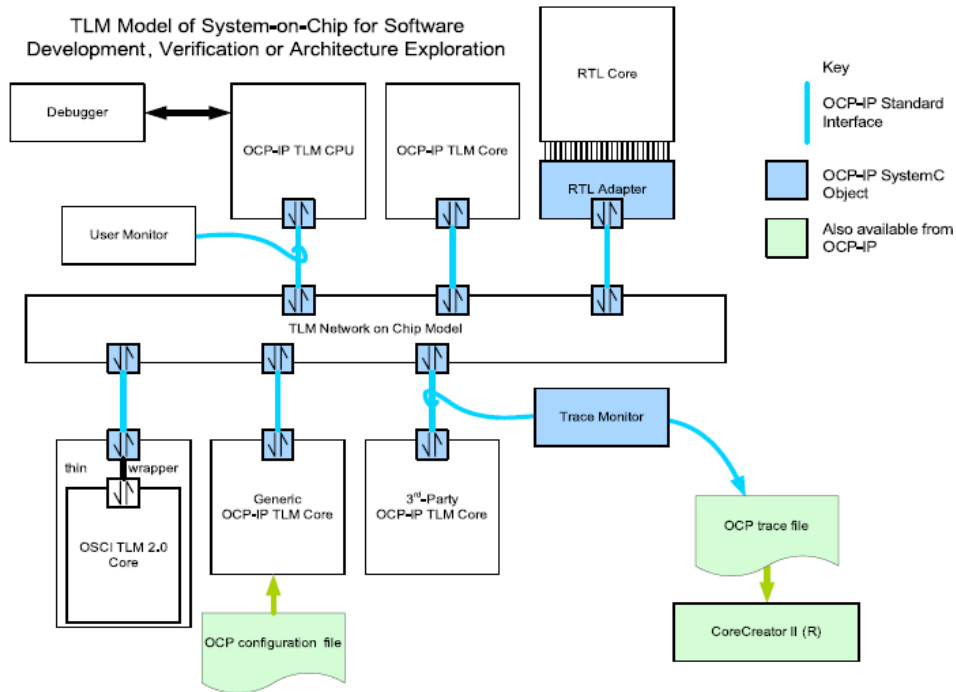 TLM Model of System-on-Chip for Software
Development, Verification or Architecture Exploration
Debugger
OCP-IP TLM CPU
OCP-IP TLM Core
RTL Core
RTL Adapter
Key
OCP-IP Standard
Interface
OCP-IP SystemC
Object
Also available from
OCP-IP
User Monitor
TLM Network on Chip Model
thin wrapper
OSCI TLM 2.0
Core
Generic
OCP-IP TLM Core
3rd-Party
OCP-IP TLM Core
Trace Monitor
OCP trace file
OCP configuration file
CoreCreator II (R)